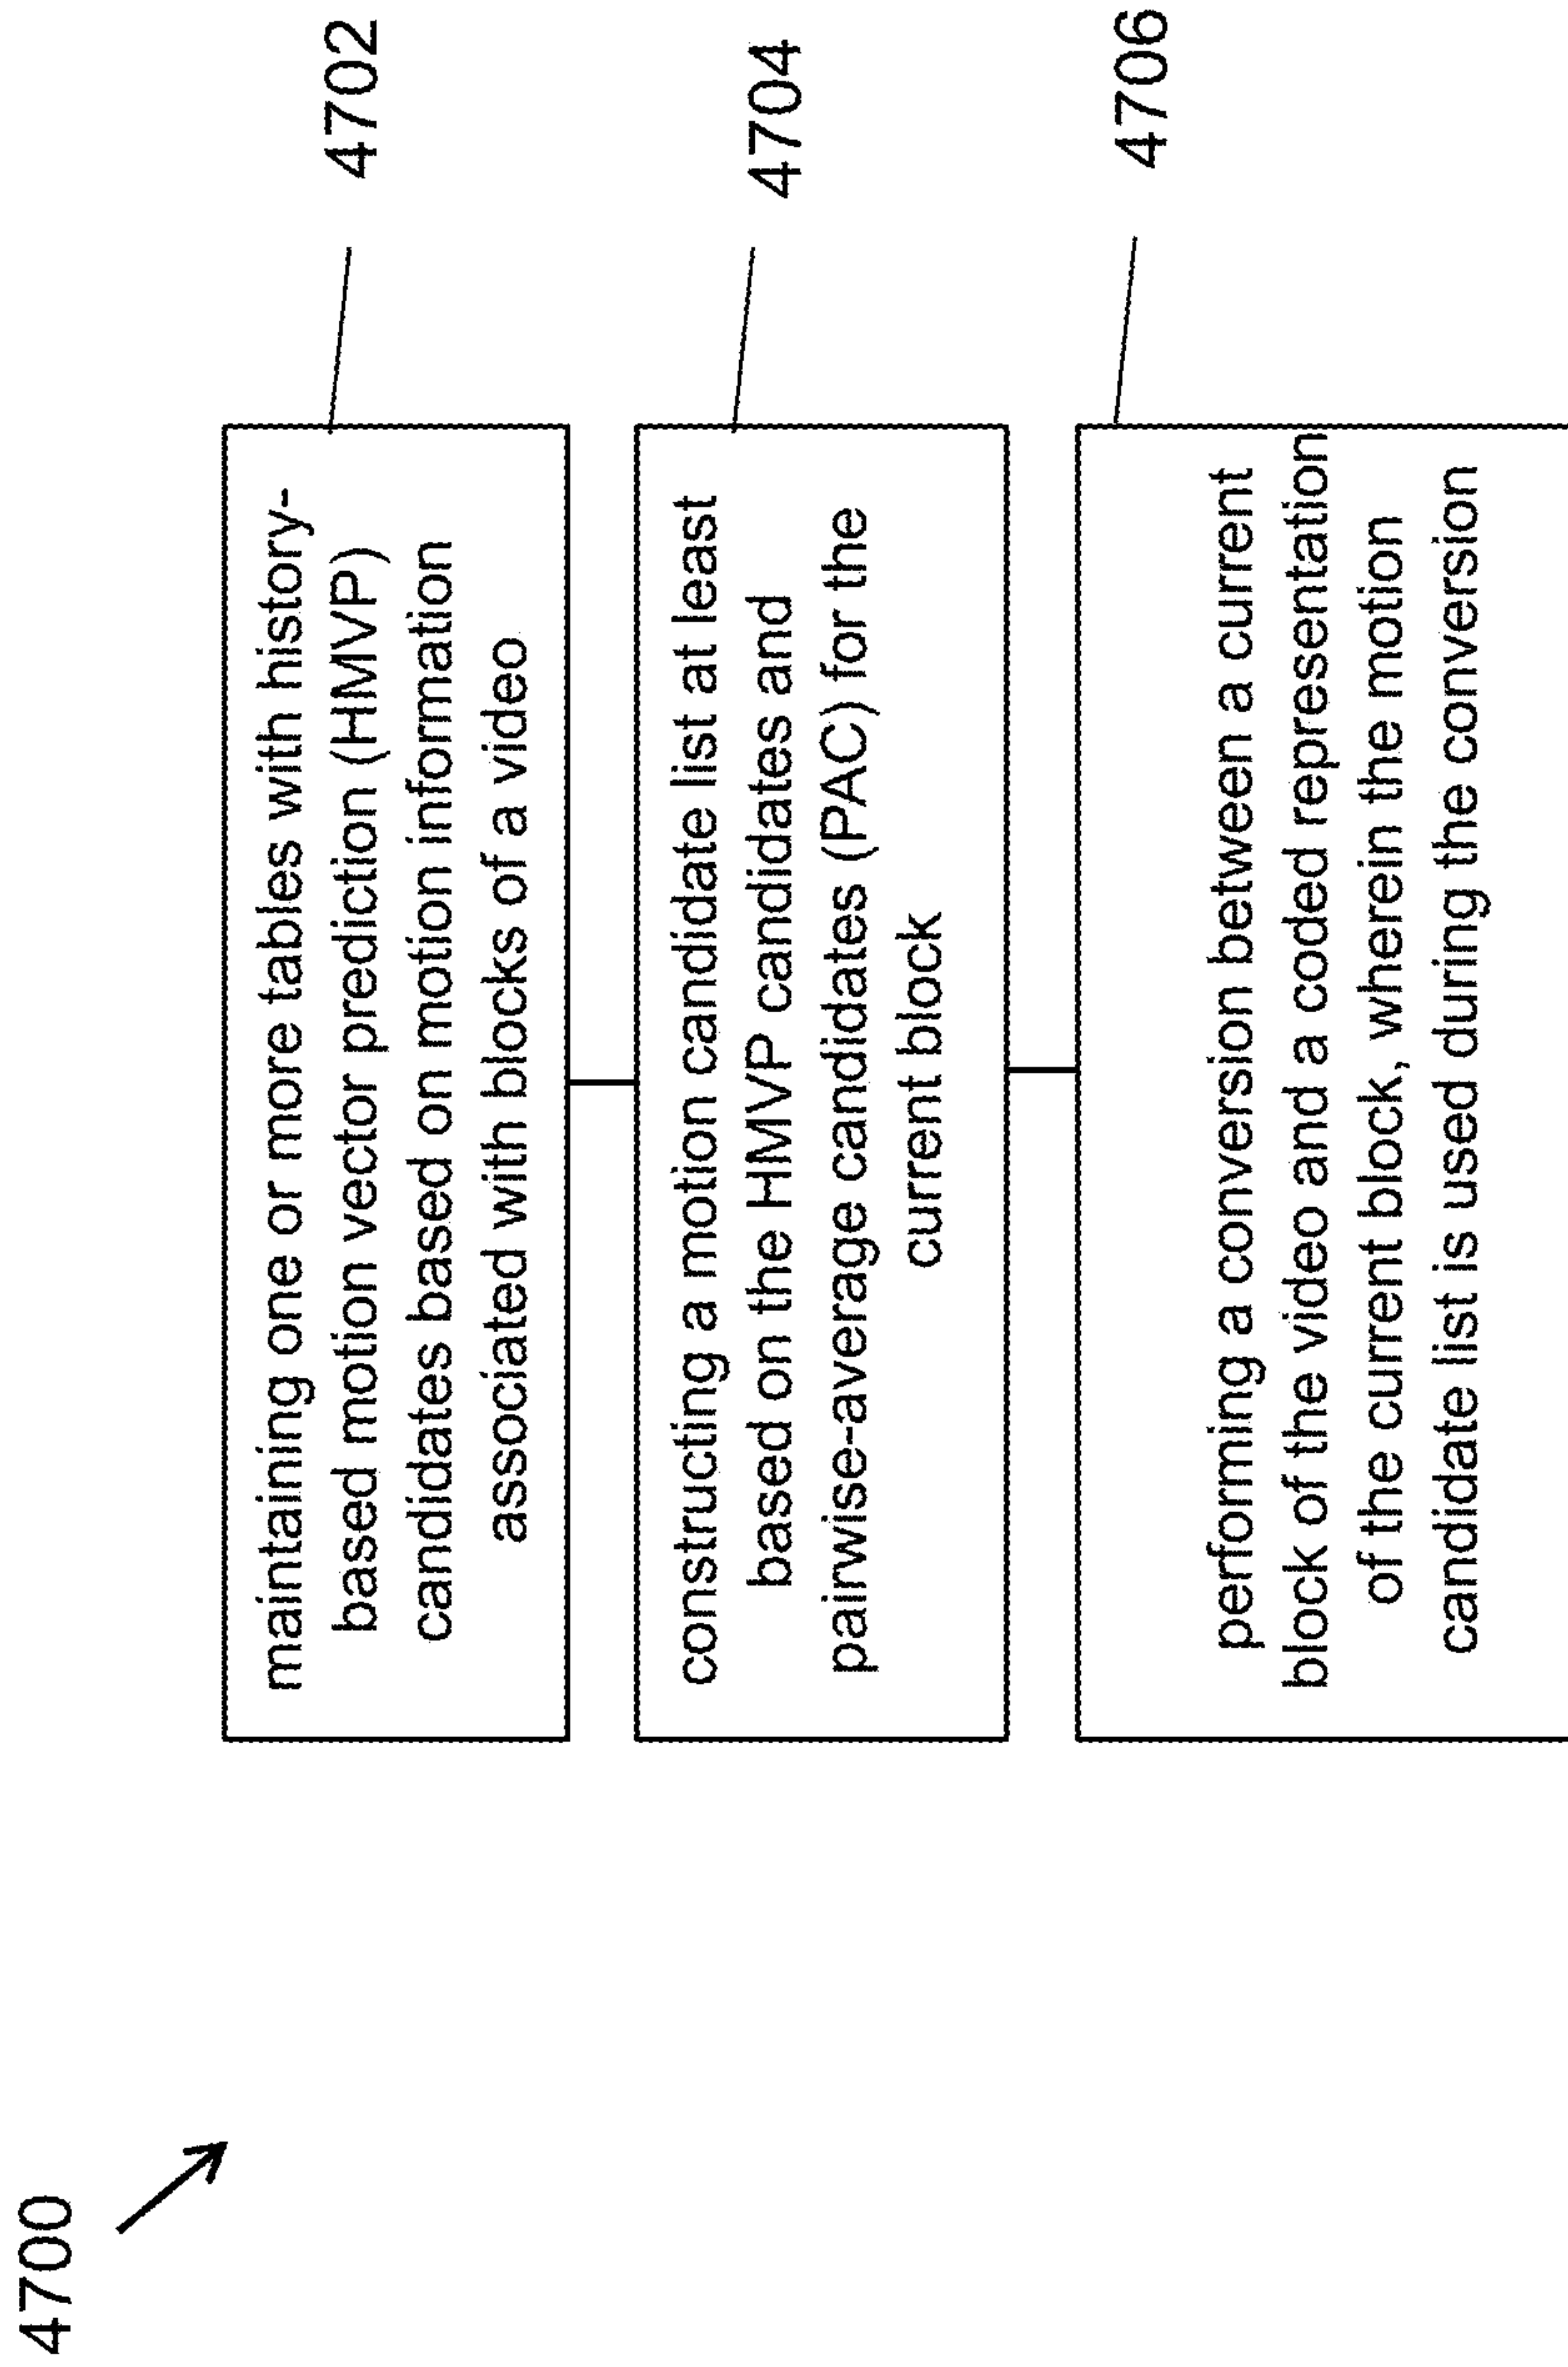 4700
maintaining one or more tables with history-
based motion vector prediction (HMVP)
candidates based on motion information
associated with blocks of a video
4702
constructing a motion candidate list at least
based on the HMVP candidates and
pairwise-average candidates (PAC) for the
current block
4704
performing a conversion between a current
block of the video and a coded representation
of the current block, wherein the motion
candidate list is used during the conversion
4706